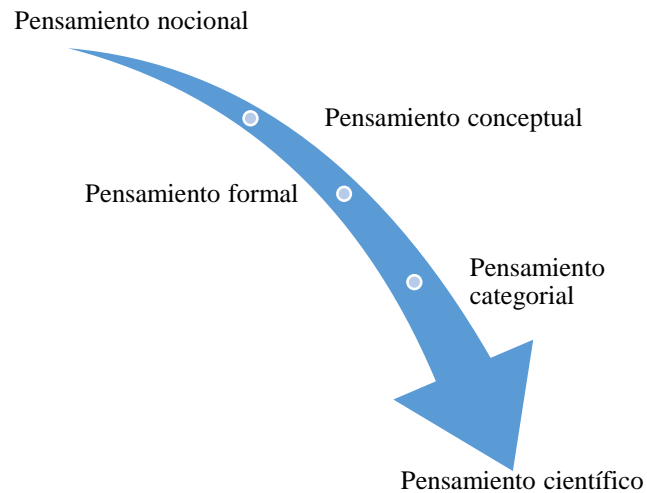 Pensamiento nocional
Pensamiento conceptual
Pensamiento formal
Pensamiento
categorial
Pensamiento científico